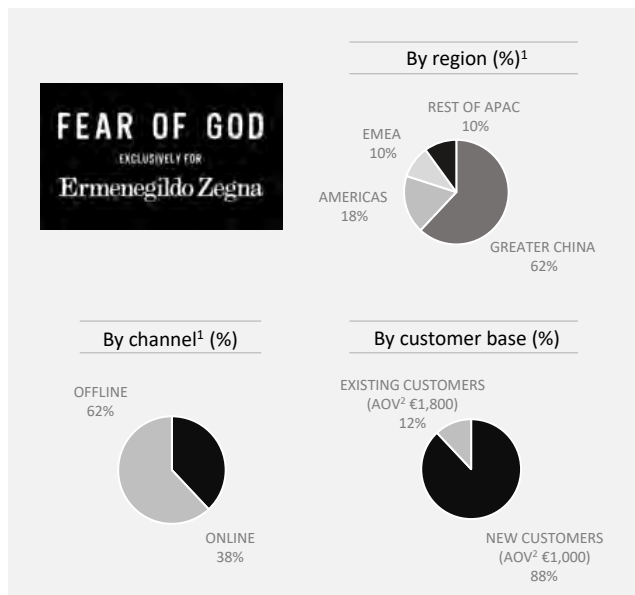 By region (%)¹
FEAR OF GOD
EXCLUSIVELY FOR
Ermenegildo Zegna
REST OF APAC
10%
EMEA
10%
AMERICAS
18%
GREATER CHINA
62%
By channel¹ (%)
OFFLINE
62%
ONLINE
38%
By customer base (%)
EXISTING CUSTOMERS
(AOV² €1,800)
12%
NEW CUSTOMERS
(AOV² €1,000)
88%